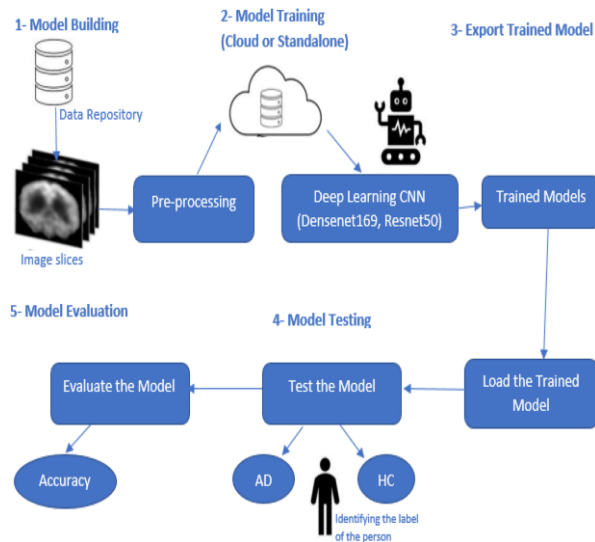 1- Model Building
2- Model Training
(Cloud or Standalone)
3- Export Trained Model
Data Repository
Image slices
Pre-processing
Deep Learning CNN
(Densenet169, Resnet50)
Trained Models
5- Model Evaluation
4- Model Testing
Evaluate the Model
Test the Model
Load the Trained
Model
Accuracy
AD
HC
Identifying the label
of the person